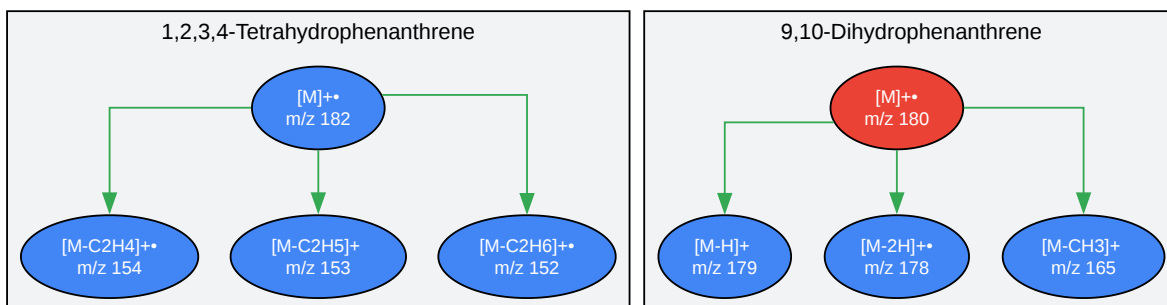 1,2,3,4-Tetrahydrophenanthrene
[M]+•
m/z 182
[M-C2H4]+•
m/z 154
[M-C2H5]+
m/z 153
[M-C2H6]+•
m/z 152
9,10-Dihydrophenanthrene
[M]+•
m/z 180
[M-H]+
m/z 179
[M-2H]+•
m/z 178
[M-CH3]+
m/z 165